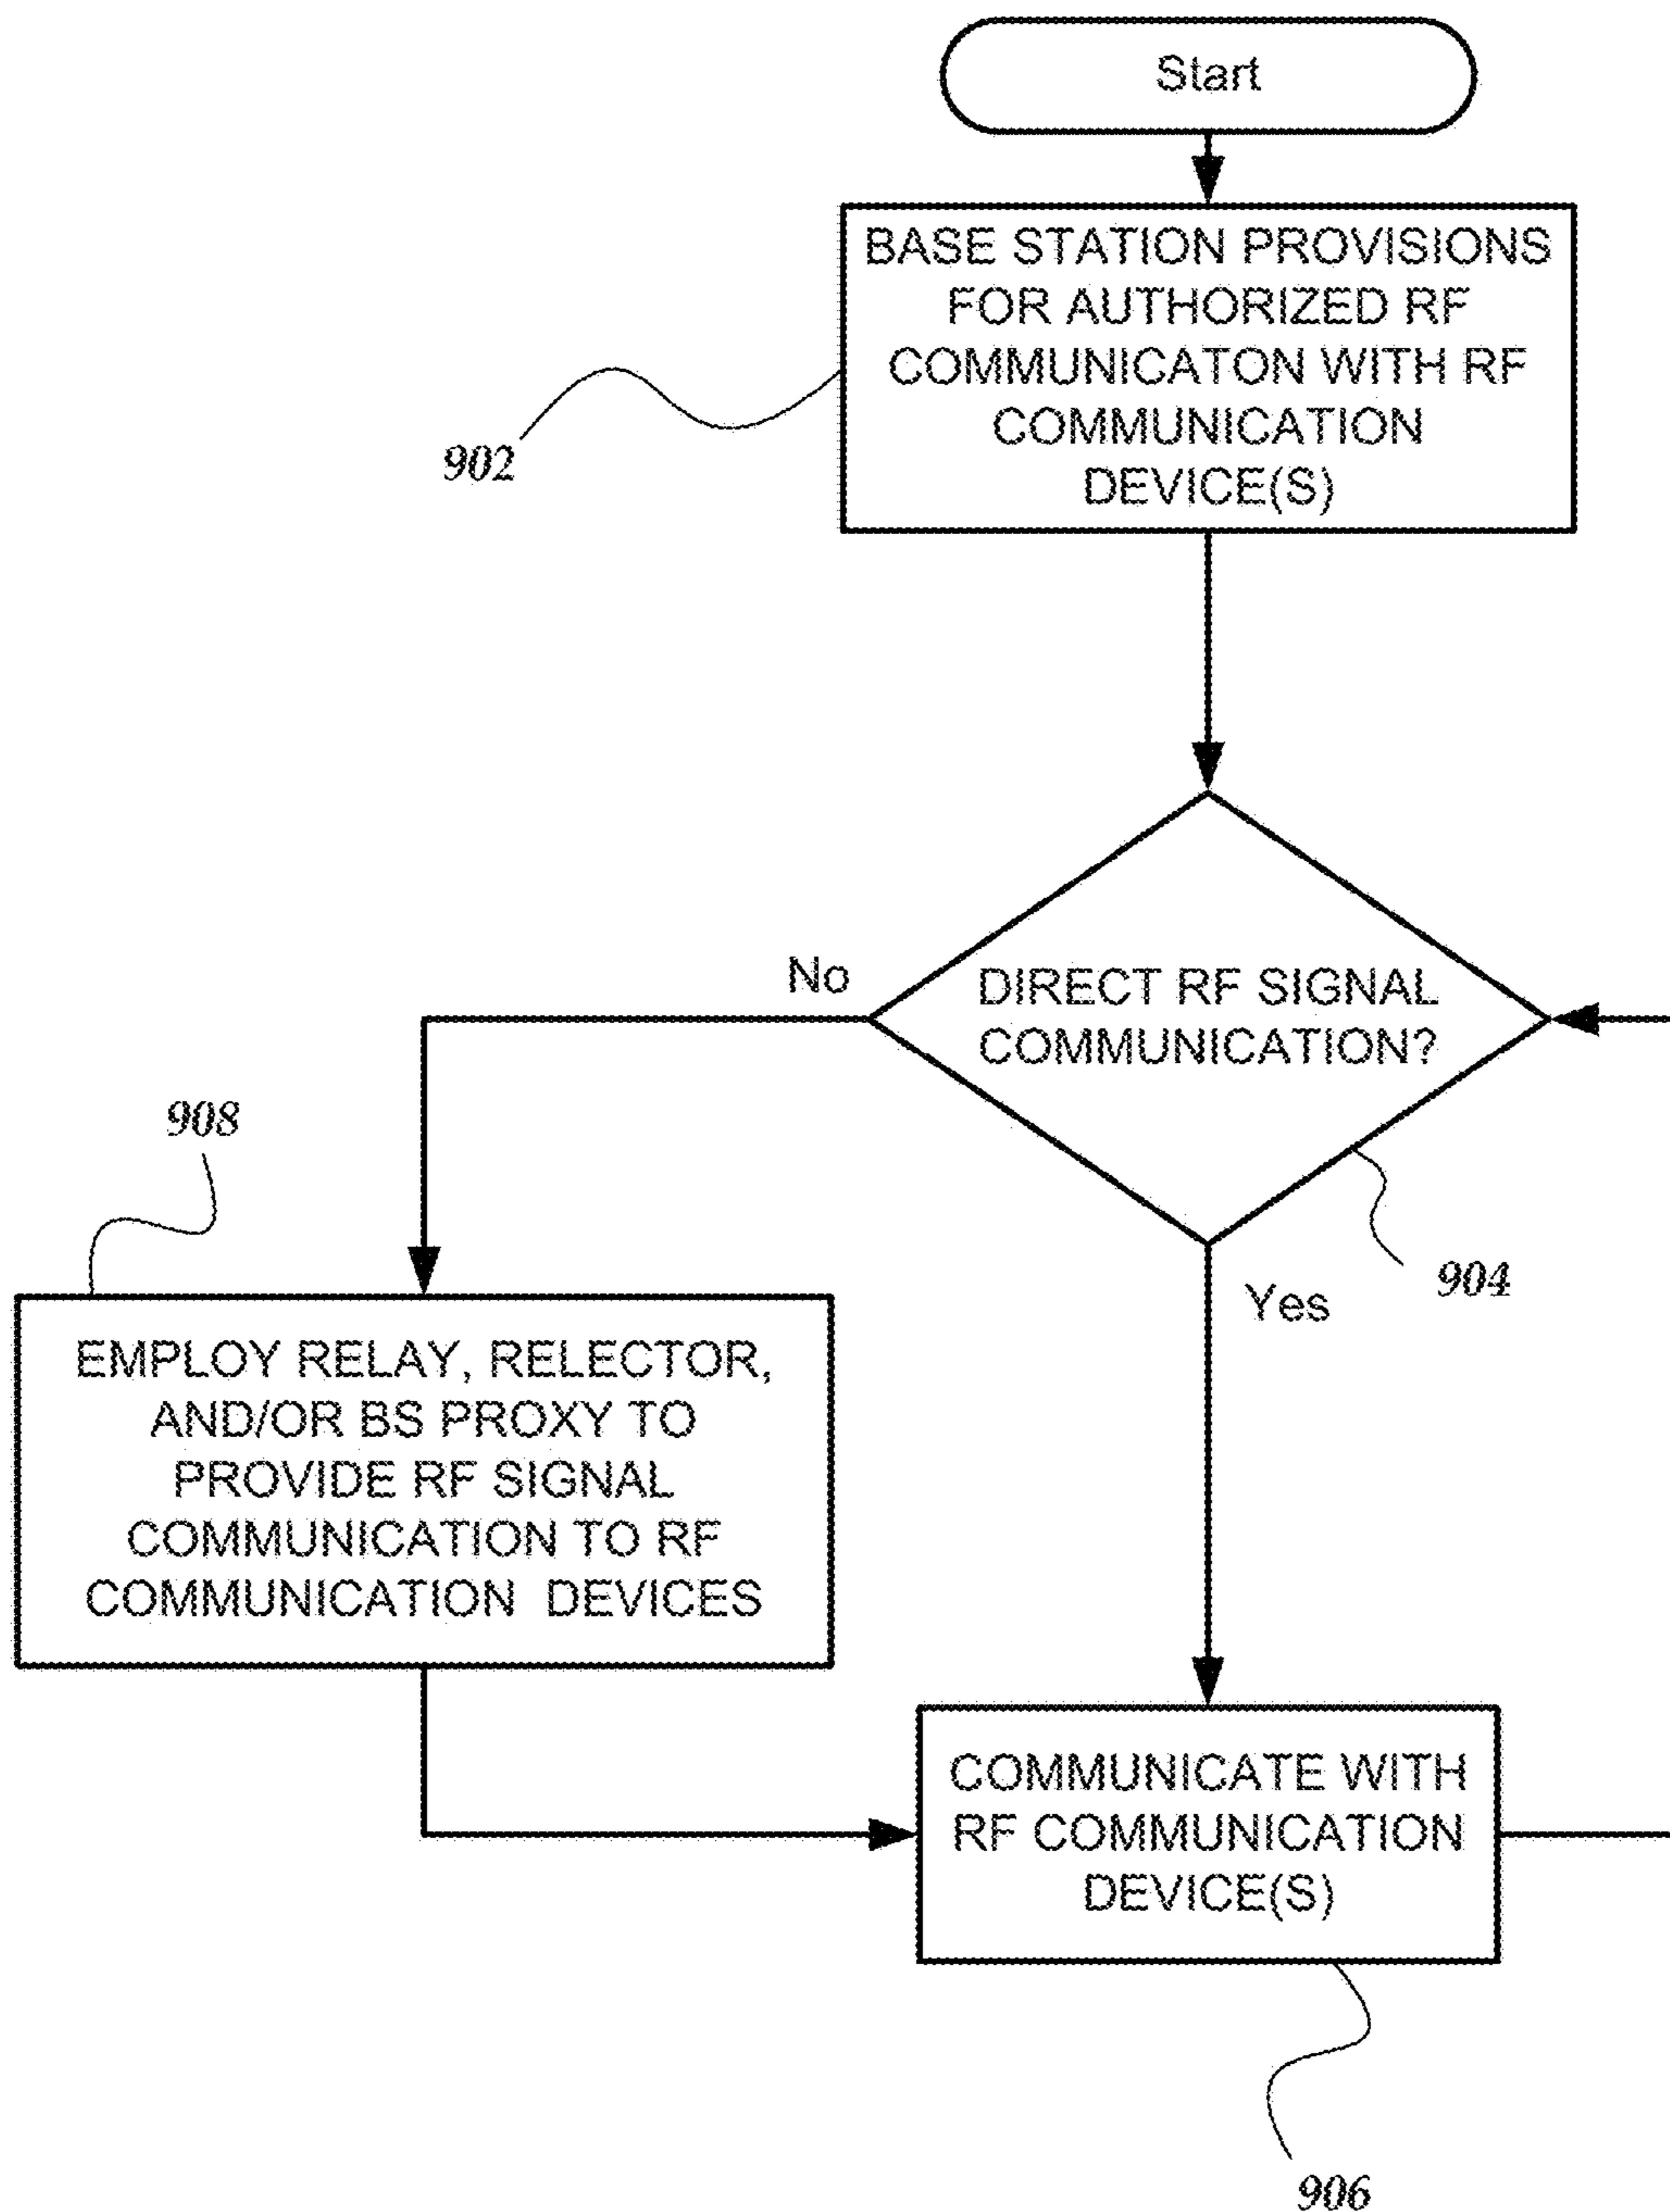 Start
BASE STATION PROVISIONS
FOR AUTHORIZED RF
COMMUNICATON WITH RF
COMMUNICATION
DEVICE(S)
902
No
DIRECT RF SIGNAL
COMMUNICATION?
908
904
Yes
EMPLOY RELAY, RELECTOR,
AND/OR BS PROXY TO
PROVIDE RF SIGNAL
COMMUNICATION TO RF
COMMUNICATION DEVICES
COMMUNICATE WITH
RF COMMUNICATION
DEVICE(S)
906